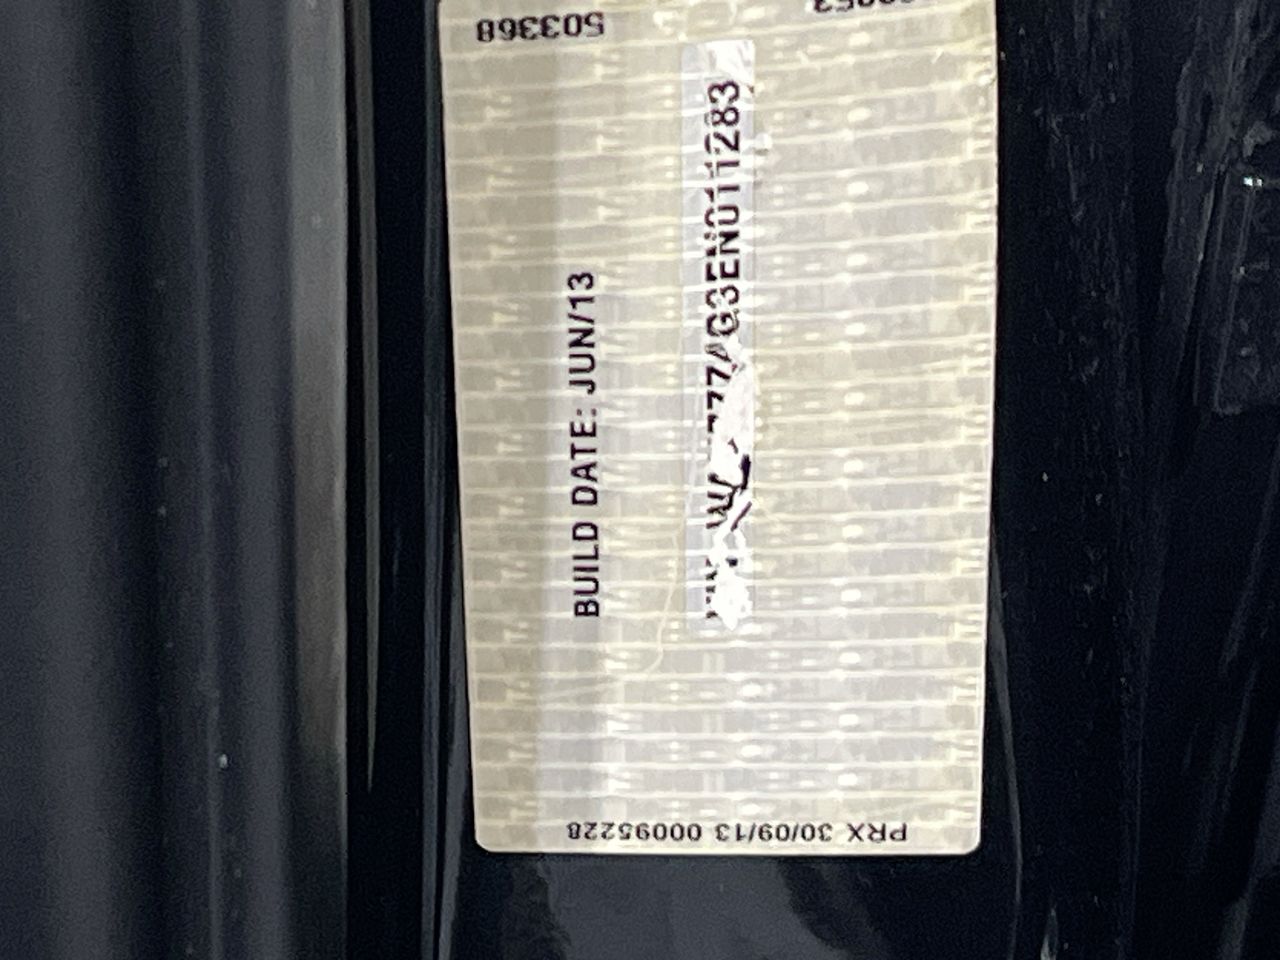 BUILD DATE: JUN/13
G3EN011283
503368
PRX 30/09/13 00095228